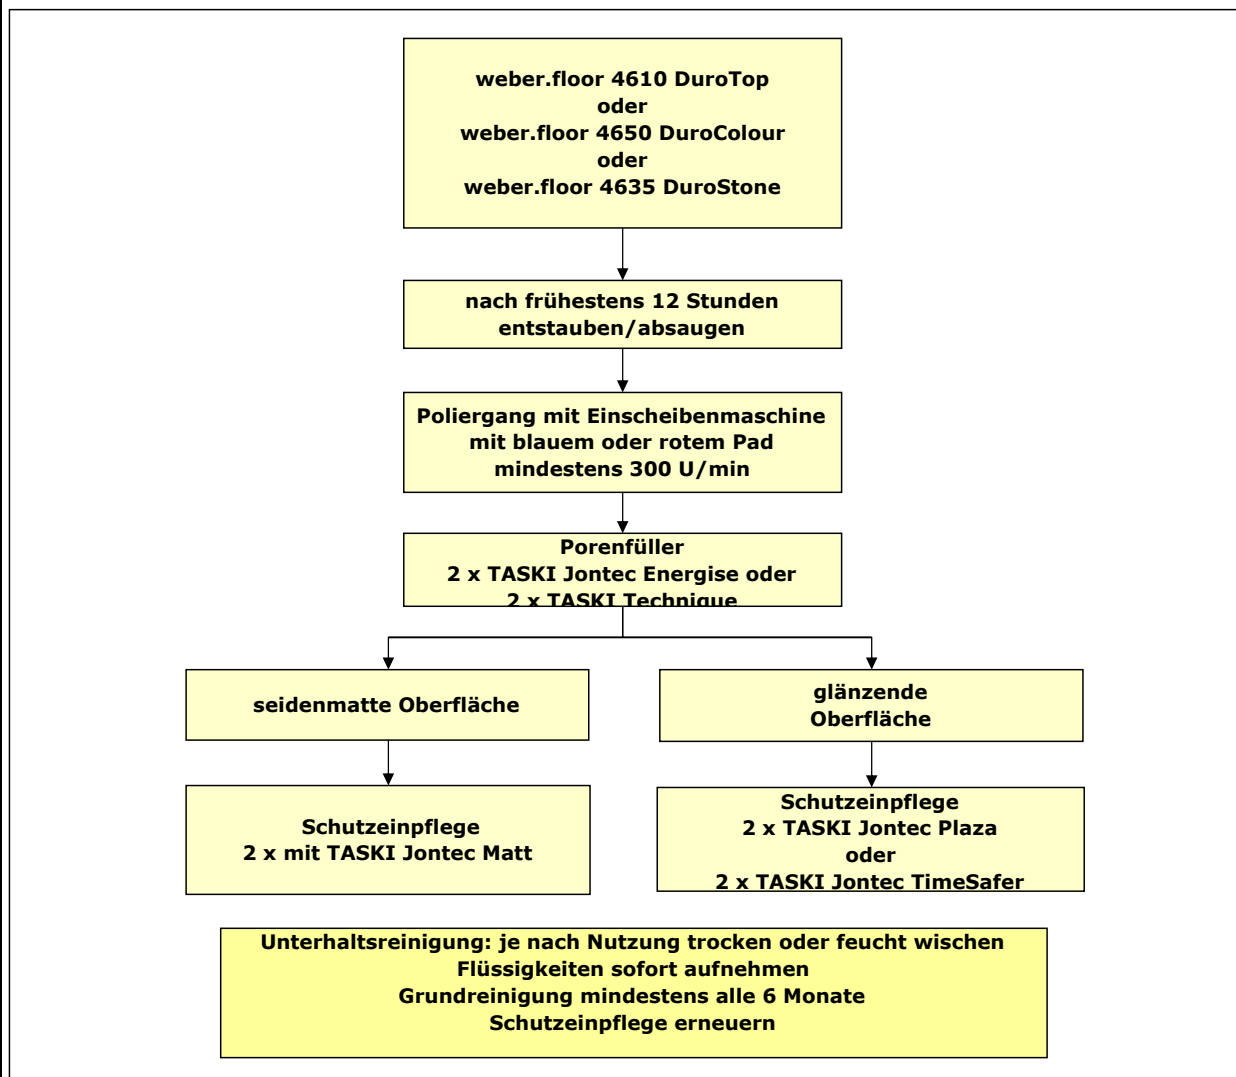 weber.floor 4610 DuroTop
oder
weber.floor 4650 DuroColour
oder
weber.floor 4635 DuroStone
nach frühestens 12 Stunden
entstauben/absaugen
Poliergang mit Einscheibenmaschine
mit blauem oder rotem Pad
mindestens 300 U/min
Porenfüller
2 x TASKI Jontec Energise oder
2 x TASKI Technique
seidenmatte Oberfläche
glänzende
Oberfläche
Schutzeinpflege
2 x mit TASKI Jontec Matt
Schutzeinpflege
2 x TASKI Jontec Plaza
oder
2 x TASKI Jontec TimeSafer
Unterhaltsreinigung: je nach Nutzung trocken oder feucht wischen
Flüssigkeiten sofort aufnehmen
Grundreinigung mindestens alle 6 Monate
Schutzeinpflege erneuern